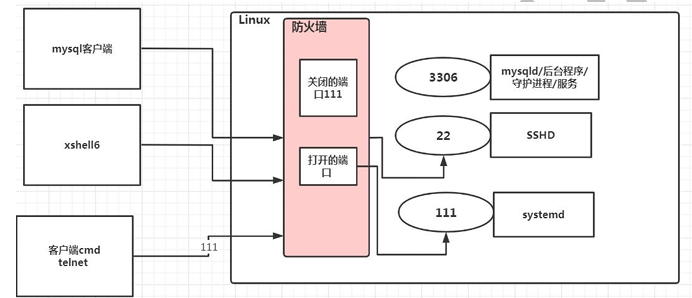 Linux
防火墙
mysql客户端
关闭的端
口111
3306
mysqld/后台程序/
守护进程/服务
xshell6
22
SSHD
打开的端
口
111
systemd
客户端cmd
telnet
111